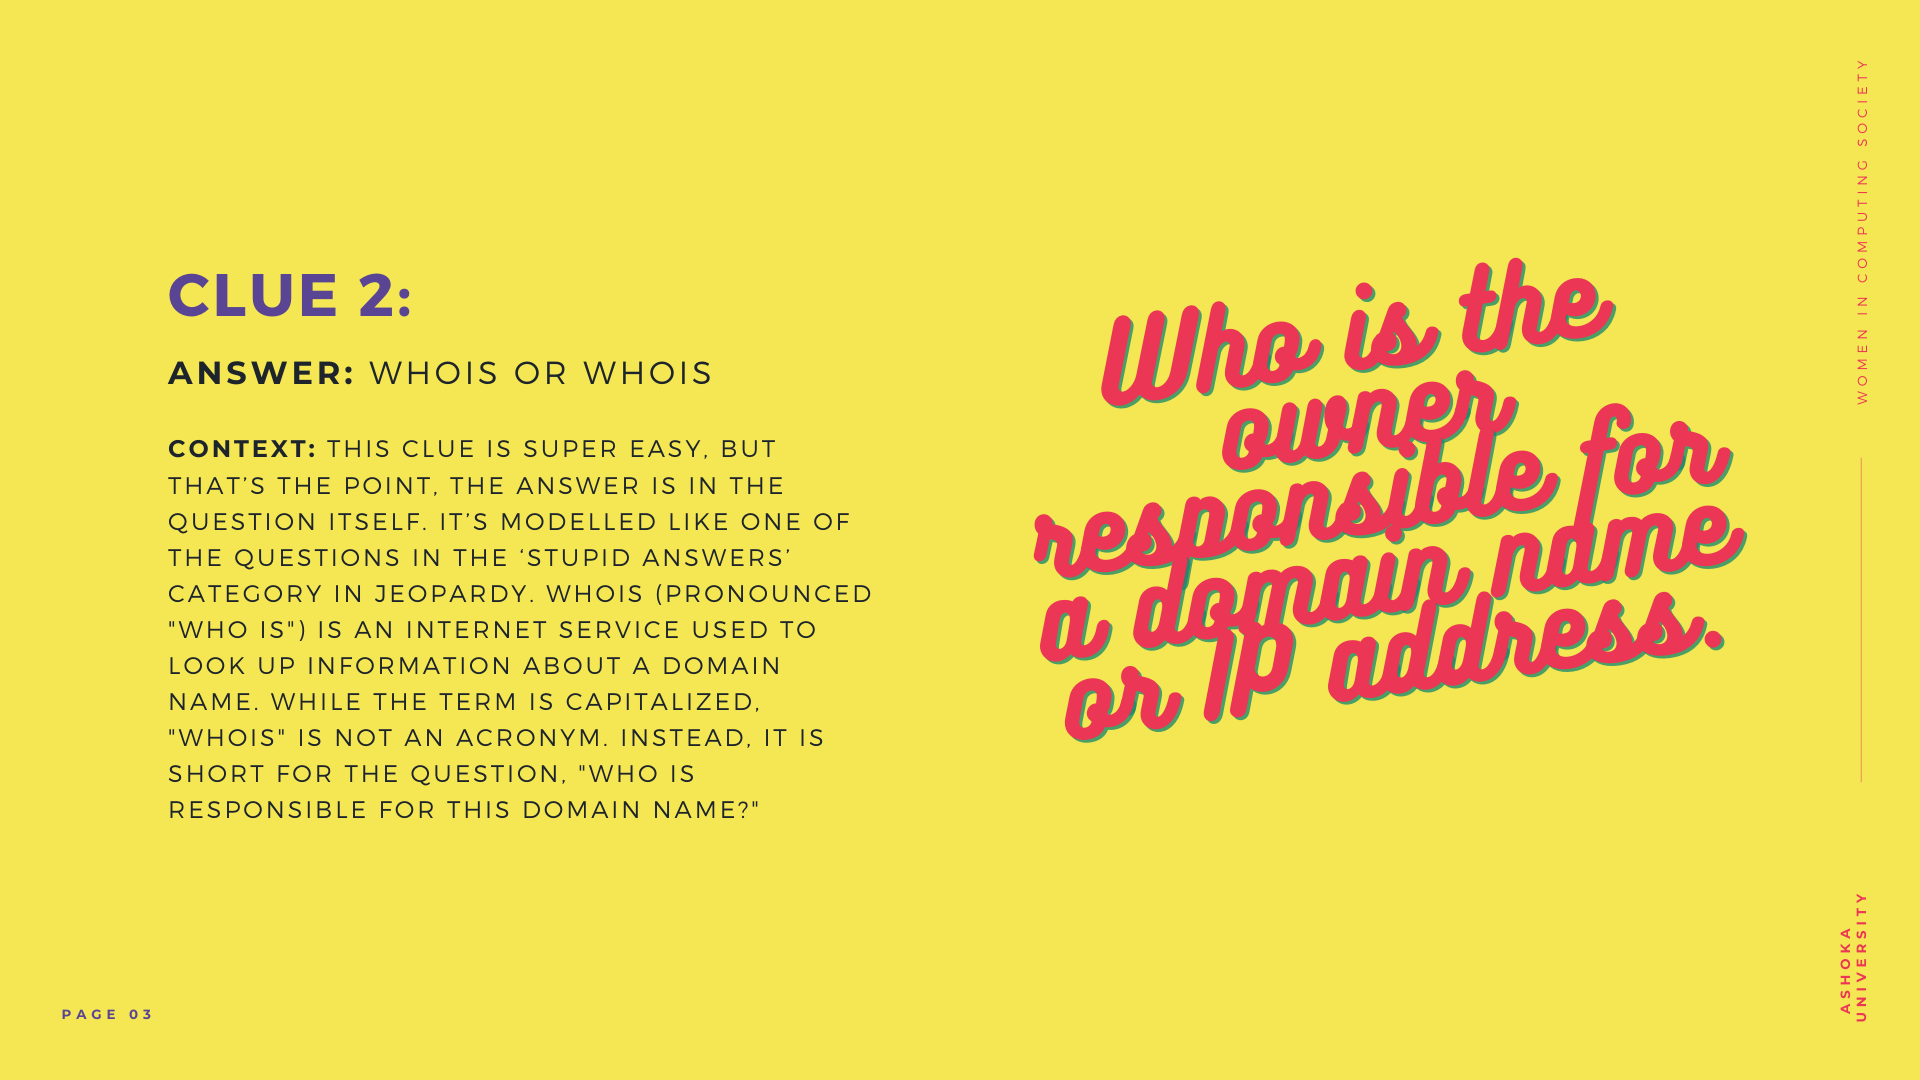 CLUE 2:
ANSWER: WHOIS OR WHOIS
CONTEXT: THIS CLUE IS SUPER EASY, BUT
THAT’S THE POINT, THE ANSWER IS IN THE
QUESTION ITSELF. IT’S MODELLED LIKE ONE OF
THE QUESTIONS IN THE ‘STUPID ANSWERS’
CATEGORY IN JEOPARDY. WHOIS (PRONOUNCED
"WHO IS") IS AN INTERNET SERVICE USED TO
LOOK UP INFORMATION ABOUT A DOMAIN
NAME. WHILE THE TERM IS CAPITALIZED,
"WHOIS" IS NOT AN ACRONYM. INSTEAD, IT IS
SHORT FOR THE QUESTION, "WHO IS
RESPONSIBLE FOR THIS DOMAIN NAME?"
Who is the
owner
responsible for
a domain name
or IP address.
WOMEN IN COMPUTING SOCIETY
ASHOKA
UNIVERSITY
PAGE 03